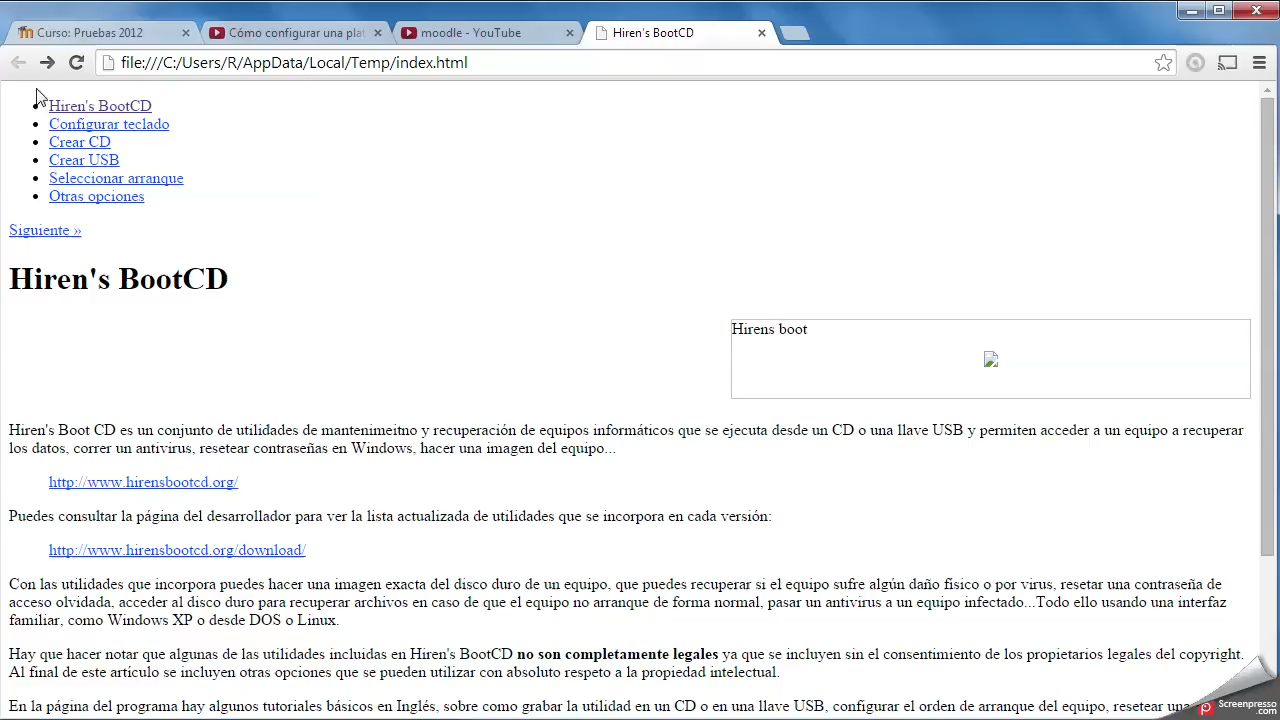 Curso: Pruebas 2012
Cómo configurar una plat
moodle - YouTube
Hiren's BootCD
file:///C:/Users/R/AppData/Local/Temp/index.html
Hiren's BootCD
Configurar teclado
Crear CD
Crear USB
Seleccionar arranque
Otras opciones
Siguiente »
Hiren's BootCD
Hirens boot
Hiren's Boot CD es un conjunto de utilidades de mantenimeitno y recuperación de equipos informáticos que se ejecuta desde un CD o una llave USB y permiten acceder a un equipo a recuperar
los datos, correr un antivirus, resetear contraseñas en Windows, hacer una imagen del equipo...
http://www.hirensbootcd.org/
Puedes consultar la página del desarrollador para ver la lista actualizada de utilidades que se incorpora en cada versión:
http://www.hirensbootcd.org/download/
Con las utilidades que incorpora puedes hacer una imagen exacta del disco duro de un equipo, que puedes recuperar si el equipo sufre algún daño físico o por virus, resetar una contraseña de
acceso olvidada, acceder al disco duro para recuperar archivos en caso de que el equipo no arranque de forma normal, pasar un antivirus a un equipo infectado...Todo ello usando una interfaz
familiar, como Windows XP o desde DOS o Linux.
Hay que hacer notar que algunas de las utilidades incluidas en Hiren's BootCD no son completamente legales ya que se incluyen sin el consentimiento de los propietarios legales del copyright.
Al final de este artículo se incluyen otras opciones que se pueden utilizar con absoluto respeto a la propiedad intelectual.
En la página del programa hay algunos tutoriales básicos en Inglés, sobre como grabar la utilidad en un CD o en una llave USB, configurar el orden de arranque del equipo, resetear una
Screenpresso
.com